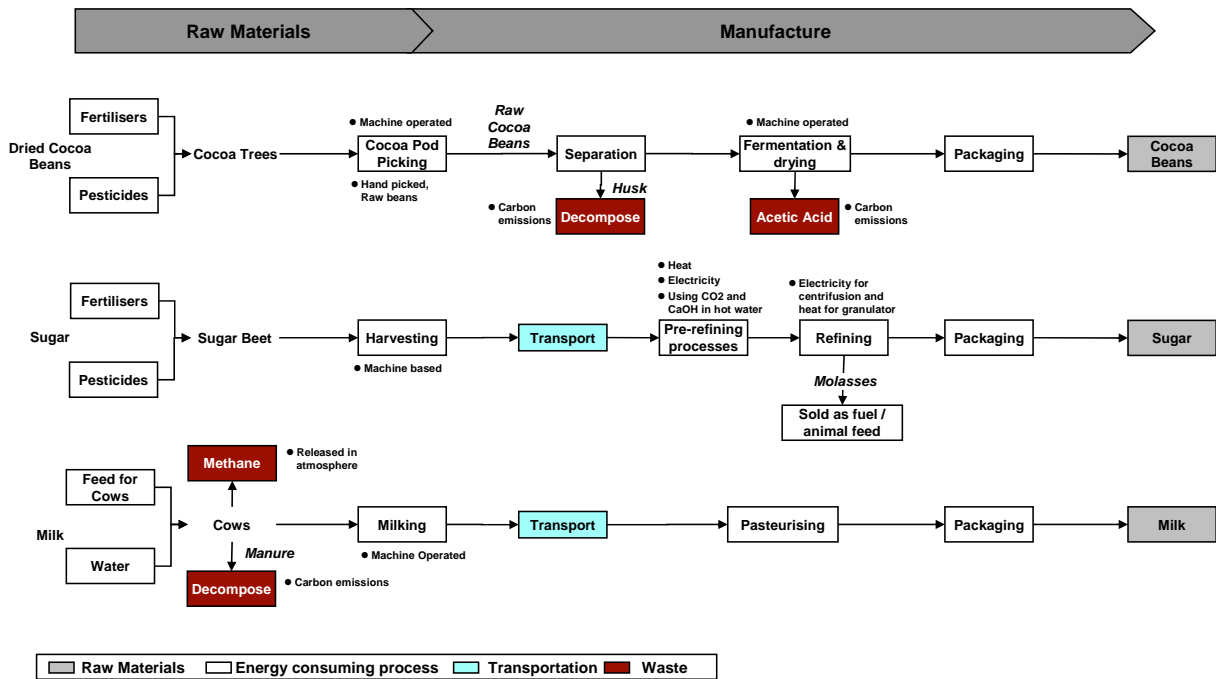 Raw Materials
Manufacture
Fertilisers
Dried Cocoa
Beans
Pesticides
Cocoa Trees
● Machine operated
Cocoa Pod
Picking
● Hand picked,
Raw beans
Raw
Cocoa
Beans
Separation
Husk
● Carbon
emissions
Decompose
● Machine operated
Fermentation &
drying
Acetic Acid
● Carbon
emissions
Packaging
Cocoa
Beans
Fertilisers
Sugar
Pesticides
Sugar Beet
Harvesting
● Machine based
Transport
● Heat
● Electricity
● Using CO2 and
CaOH in hot water
Pre-refining
processes
● Electricity for
centrifusion and
heat for granulator
Refining
Molasses
Sold as fuel /
animal feed
Packaging
Sugar
Methane
● Released in
atmosphere
Feed for
Cows
Milk
Water
Cows
Manure
Decompose
● Carbon emissions
Milking
● Machine Operated
Transport
Pasteurising
Packaging
Milk
Raw Materials
Energy consuming process
Transportation
Waste